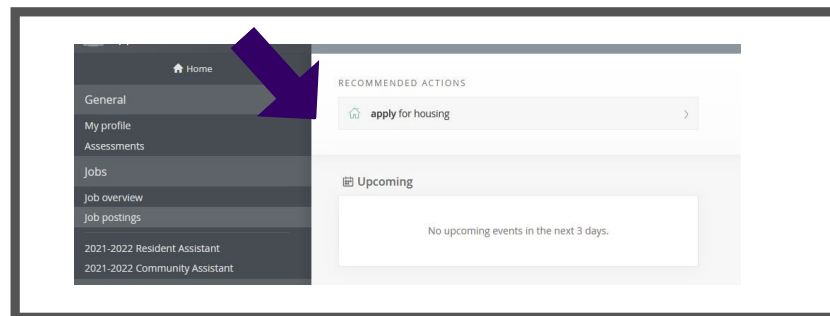 Home
General
My profile
Assessments
Jobs
Job overview
Job postings
2021-2022 Resident Assistant
2021-2022 Community Assistant
RECOMMENDED ACTIONS
apply for housing
Upcoming
No upcoming events in the next 3 days.